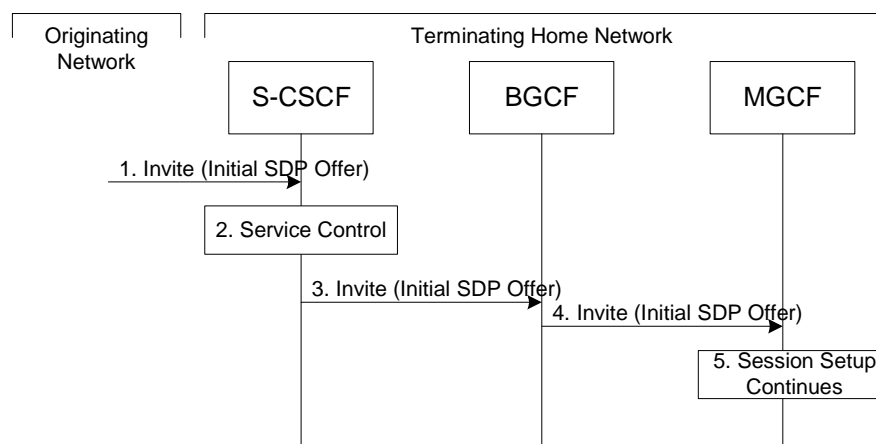 Originating
Network
Terminating Home Network
S-CSCF
BGCF
MGCF
1. Invite (Initial SDP Offer)
2. Service Control
3. Invite (Initial SDP Offer)
4. Invite (Initial SDP Offer)
5. Session Setup
Continues